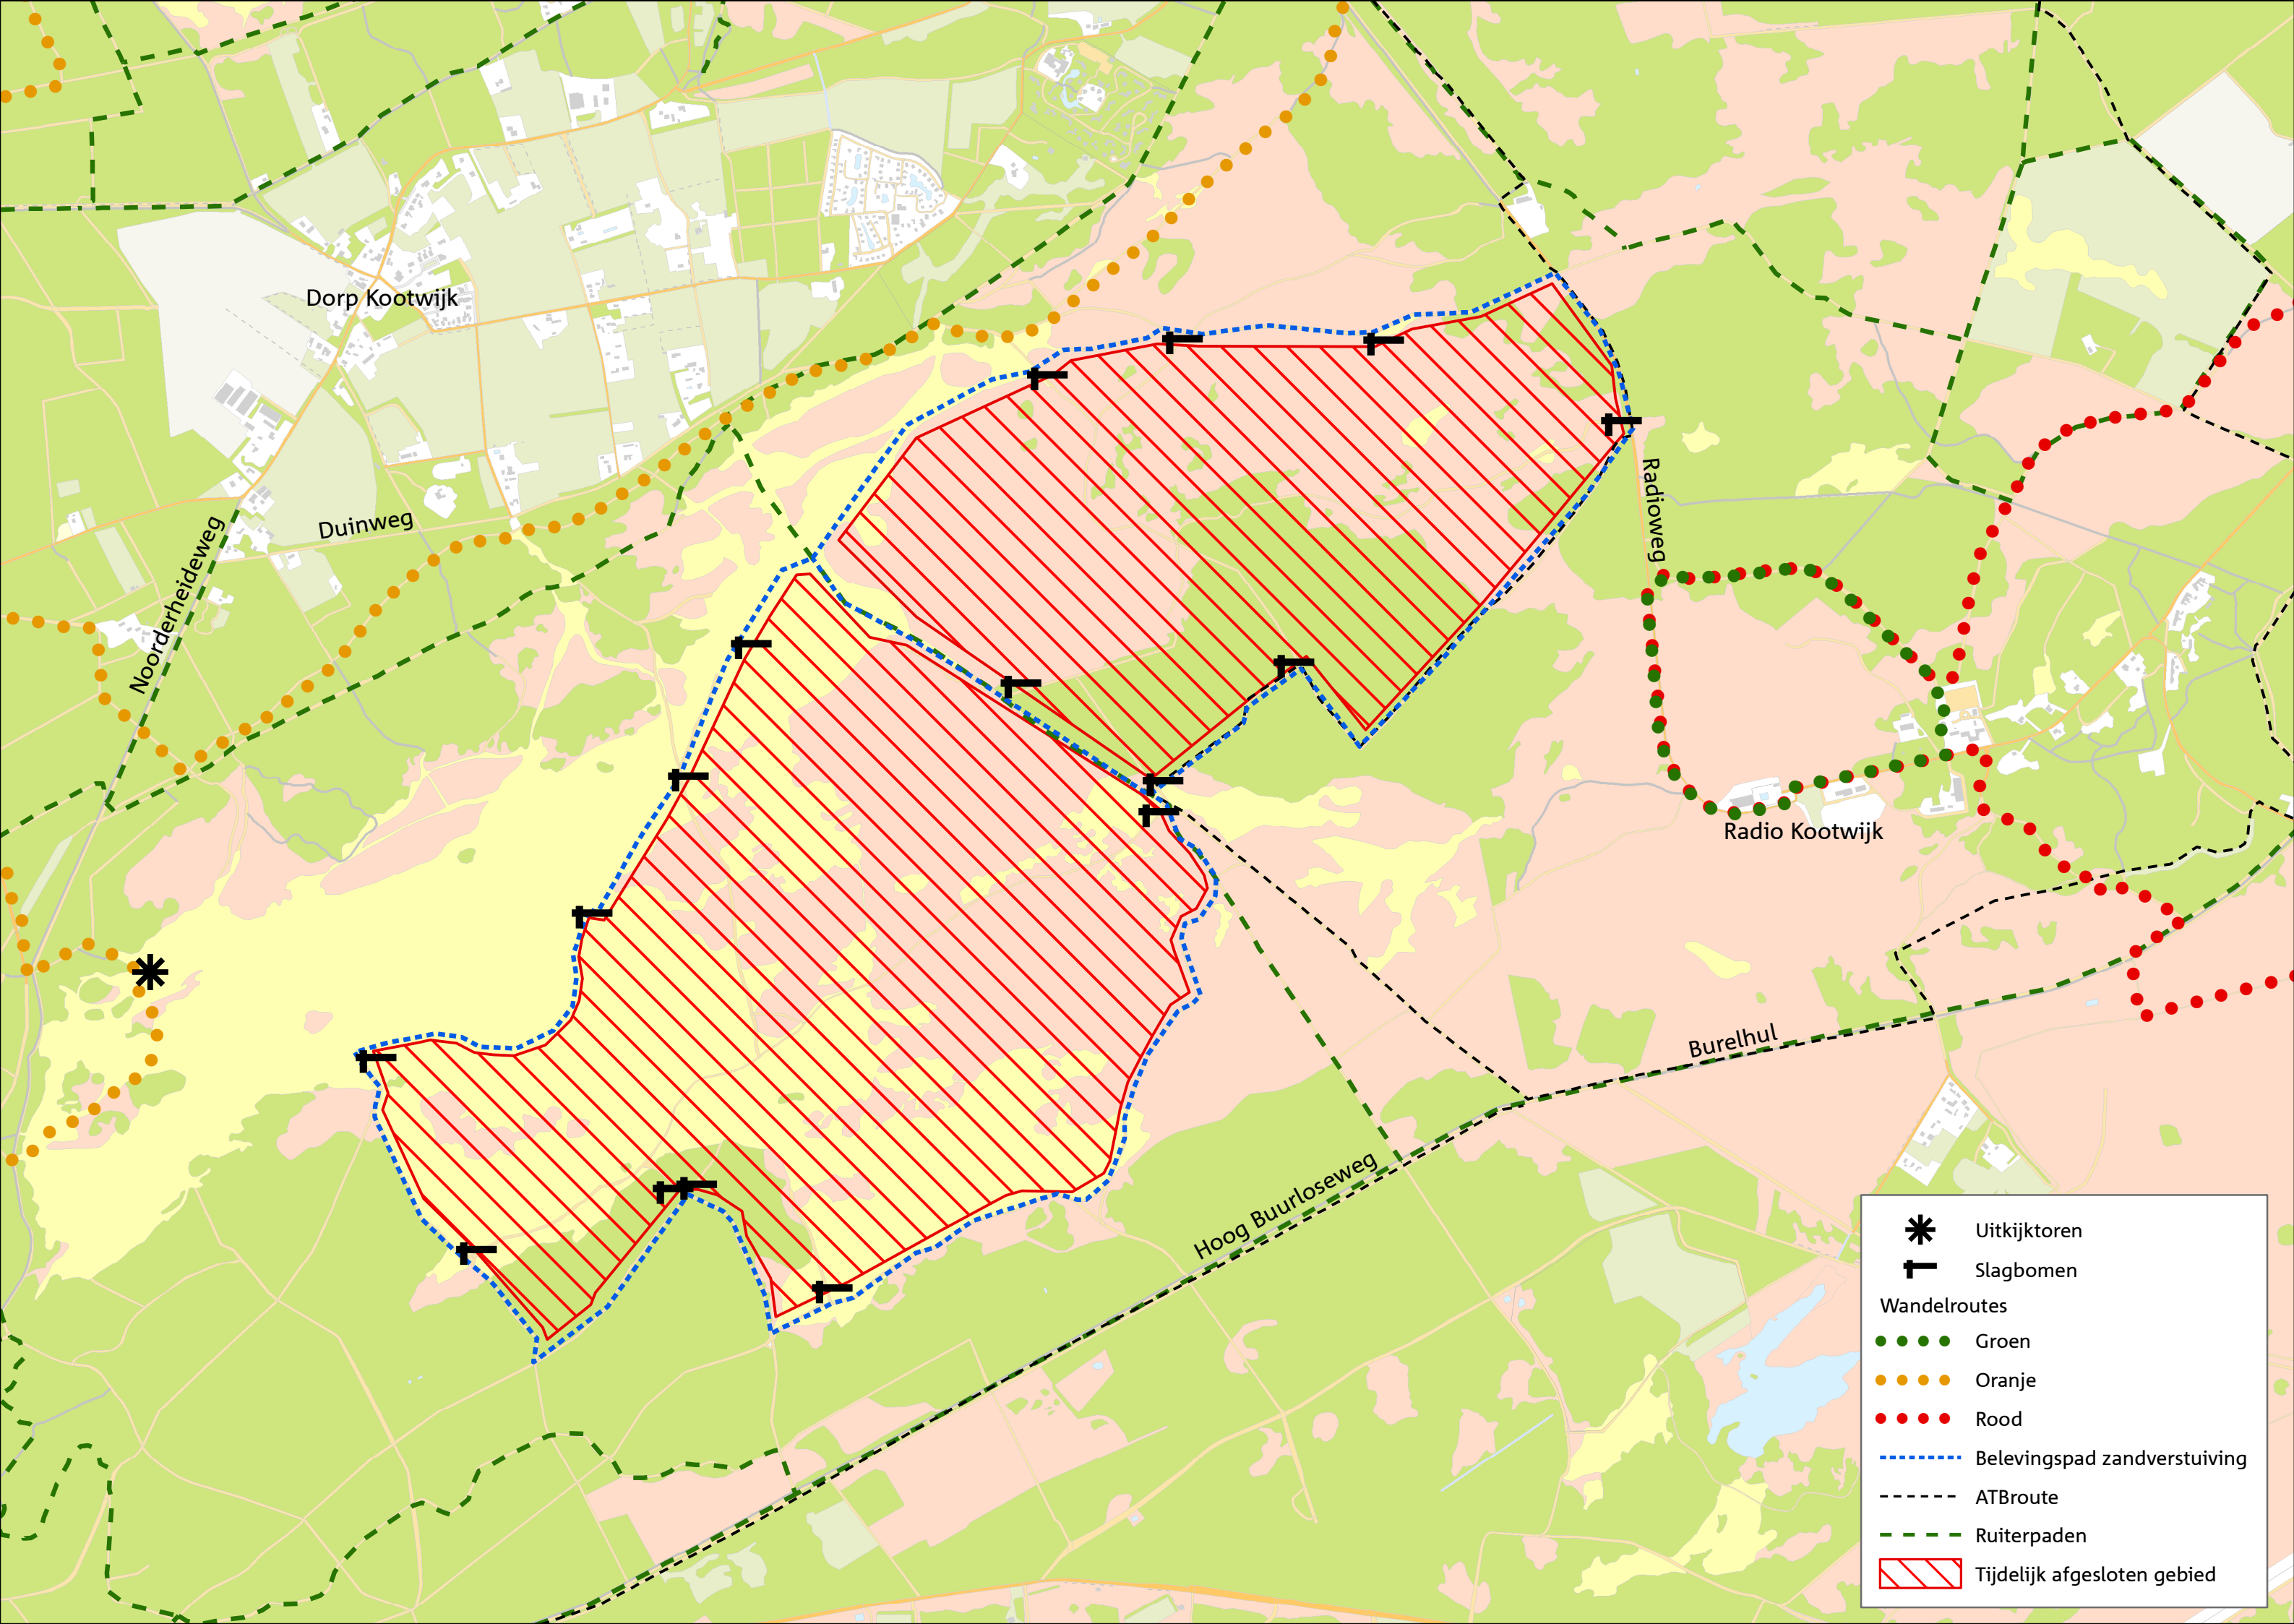 Dorp Kootwijk
Duinweg
Noorderheideweg
Radioweg
Radio Kootwijk
Burelhul
Hoog Buurloseweg
Uitkijktoren
Slagbomen
Wandelroutes
Groen
Oranje
Rood
Belevingspad zandverstuiving
ATBroute
Ruiterpaden
Tijdelijk afgesloten gebied